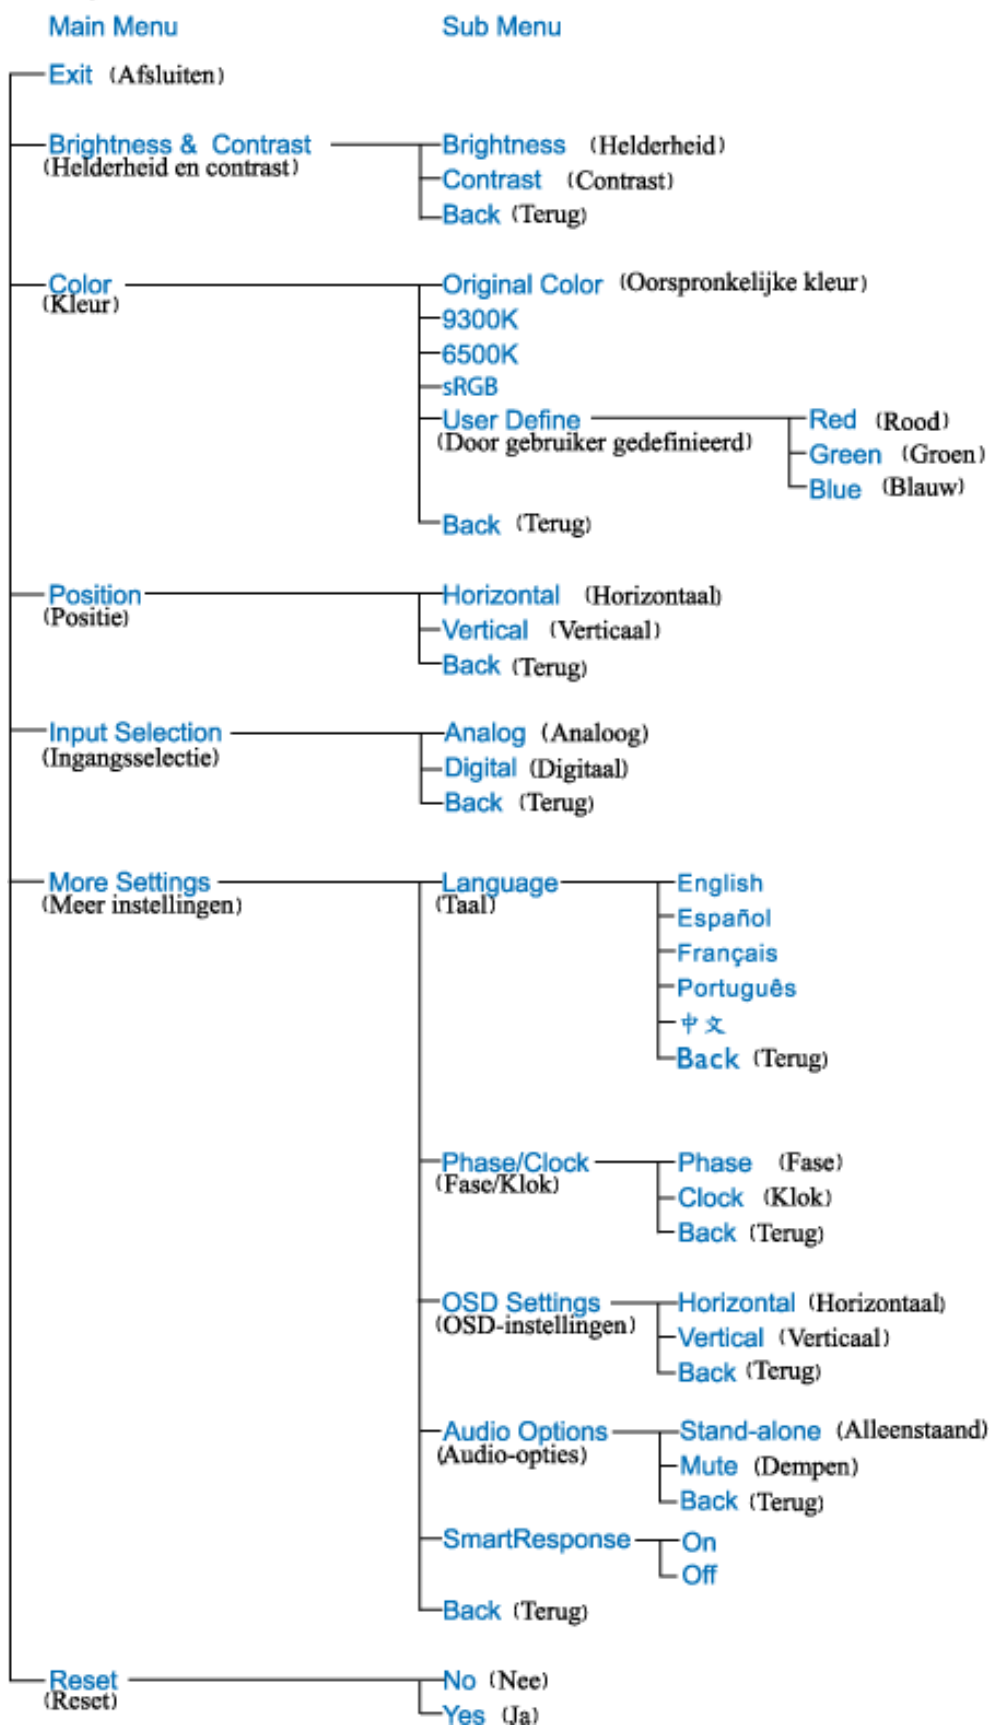 Main Menu Sub Menu
Exit (Afsluiten)
Brightness & Contrast Brightness (Helderheid)
(Helderheid en contrast)
Contrast (Contrast)
Back (Terug)
Color Original Color (Oorspronkelijke kleur)
(Kleur)
9300K
6500K
sRGB
User Define Red (Rood)
(Door gebruiker gedefinieerd)
Green (Groen)
Blue (Blauw)
Back (Terug)
Position Horizontal (Horizontaal)
(Positie)
Vertical (Verticaal)
Back (Terug)
Input Selection Analog (Analoog)
(Ingangsselectie)
Digital (Digitaal)
Back (Terug)
More Settings Language English
(Meer instellingen) (Taal)
Español
Français
Português
中文
Back (Terug)
Phase/Clock Phase (Fase)
(Fase/Klok)
Clock (Klok)
Back (Terug)
OSD Settings Horizontal (Horizontaal)
(OSD-instellingen)
Vertical (Verticaal)
Back (Terug)
Audio Options Stand-alone (Alleenstaand)
(Audio-opties)
Mute (Dempen)
Back (Terug)
SmartResponse On
Off
Back (Terug)
Reset No (Nee)
(Reset)
Yes (Ja)